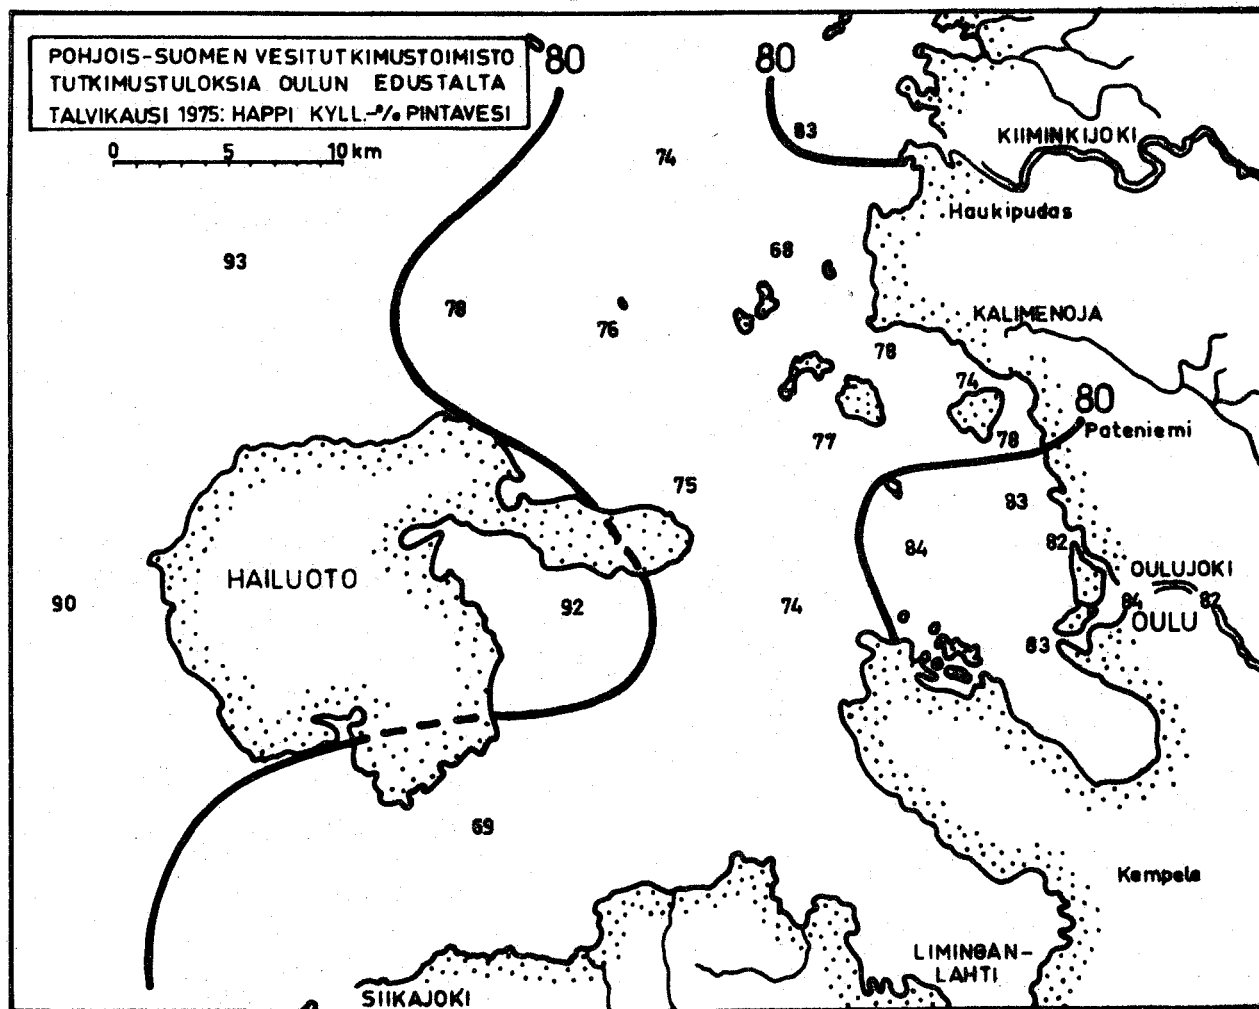 POHJOIS-SUOMEN VESITUTKIMUSTOIMISTO
TUTKIMUSTULOKSIA OULUN EDUSTALTA
TALVIKAUSI 1975: HAPPI KYLL.-% PINTAVESI
0 5 10 km
80
80
83
74
KIIMINKIJOKI
Haukipudas
93
68
78
76
KALIMENOJA
78
74
80
Pateniemi
77
78
75
83
84
82
OULUJOKI
HAILUOTO
90
92
74
84
82
OULU
83
69
Kempele
LIMINGAN-
LAHTI
SIIKAJOKI